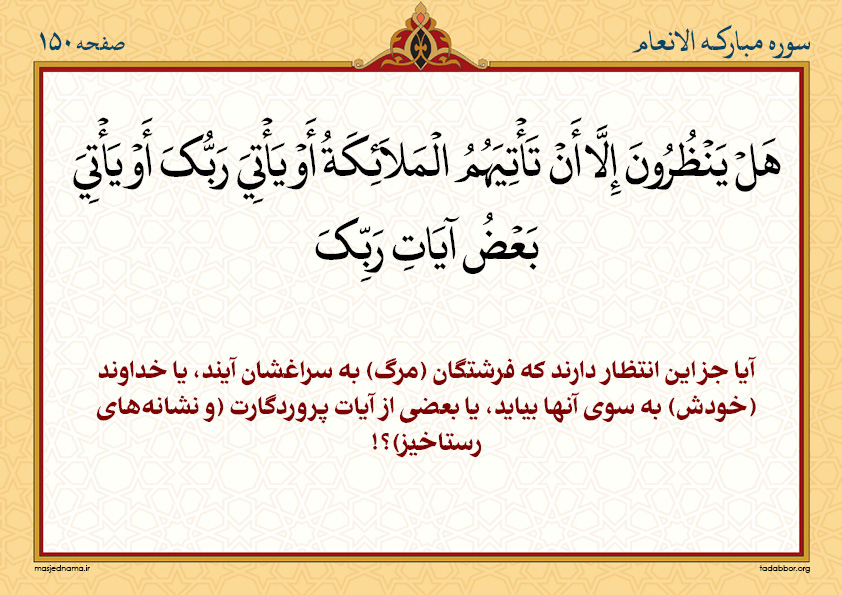 سوره مبارکه الانعام
صفحه ۱۵۰
هَلْ یَنْظُرُونَ إِلَّا أَنْ تَأْتِیَهُمُ الْمَلَائِکَةُ أَوْ یَأْتِيَ رَبُّکَ أَوْ یَأْتِيَ
بَعْضُ آیَاتِ رَبِّکَ
آیا جز این انتظار دارند که فرشتگان (مرگ) به سراغشان آیند، یا خداوند
(خودش) به سوی آنها بیاید، یا بعضی از آیات پروردگارت (و نشانه‌های
رستاخیز)؟!
masjednama.ir
tadabbor.org